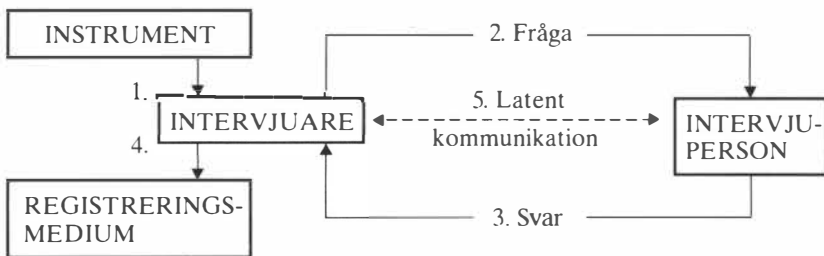 INSTRUMENT
2. Fråga
1.
INTERVJUARE
5. Latent
kommunikation
INTERVJU-
PERSON
4.
REGISTRERINGS-
MEDIUM
3. Svar